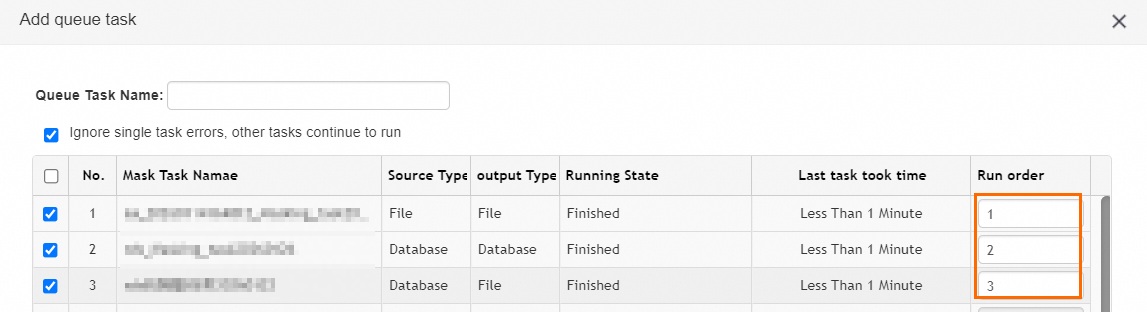 Add queue task
Queue Task Name:
Ignore single task errors, other tasks continue to run
No. Mask Task Namae Source Type output Type Running State Last task took time Run order
1 File File Finished Less Than 1 Minute 1
2 Database Database Finished Less Than 1 Minute 2
3 Database File Finished Less Than 1 Minute 3